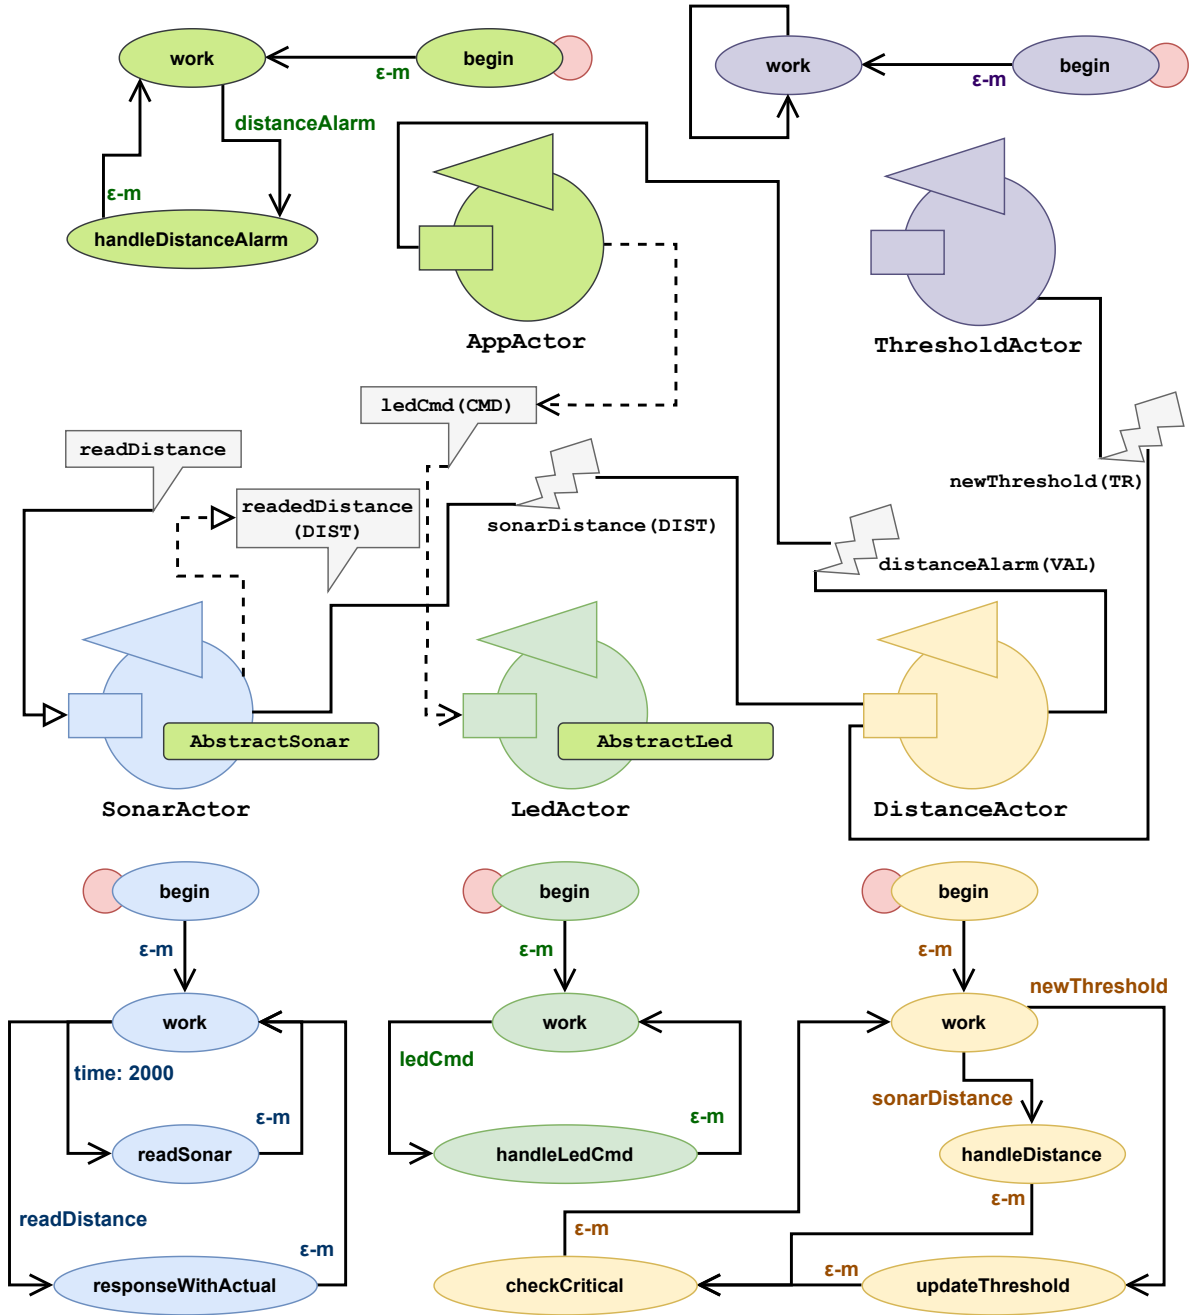 work
begin
ε-m
distanceAlarm
ε-m
handleDistanceAlarm
work
begin
ε-m
AppActor
ThresholdActor
ledCmd(CMD)
readDistance
readedDistance
(DIST)
sonarDistance(DIST)
newThreshold(TR)
distanceAlarm(VAL)
AbstractSonar
SonarActor
AbstractLed
LedActor
DistanceActor
begin
ε-m
work
time: 2000
ε-m
readSonar
readDistance
ε-m
responseWithActual
begin
ε-m
work
ledCmd
ε-m
handleLedCmd
begin
ε-m
newThreshold
work
sonarDistance
handleDistance
ε-m
ε-m
checkCritical
ε-m
updateThreshold